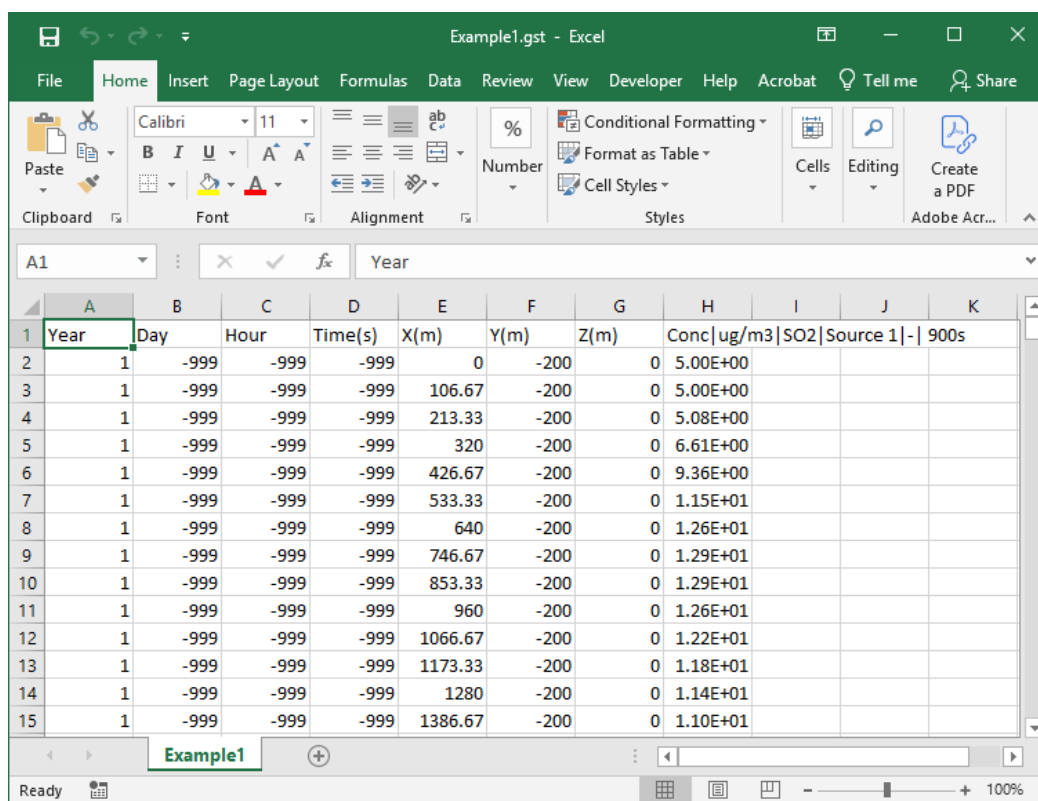 Example1.gst - Excel
File Home Insert Page Layout Formulas Data Review View Developer Help Acrobat Tell me Share
Paste
Clipboard
Calibri 11
B I U A A A
Font
ab
Alignment
%
Number
Conditional Formatting
Format as Table
Cell Styles
Styles
Cells
Editing
Create
a PDF
Adobe Acr...
A1 fx Year
A B C D E F G H I J K
1 Year Day Hour Time(s) X(m) Y(m) Z(m) Conc|ug/m3|SO2|Source 1|-| 900s
2 1 -999 -999 -999 0 -200 0 5.00E+00
3 1 -999 -999 -999 106.67 -200 0 5.00E+00
4 1 -999 -999 -999 213.33 -200 0 5.08E+00
5 1 -999 -999 -999 320 -200 0 6.61E+00
6 1 -999 -999 -999 426.67 -200 0 9.36E+00
7 1 -999 -999 -999 533.33 -200 0 1.15E+01
8 1 -999 -999 -999 640 -200 0 1.26E+01
9 1 -999 -999 -999 746.67 -200 0 1.29E+01
10 1 -999 -999 -999 853.33 -200 0 1.29E+01
11 1 -999 -999 -999 960 -200 0 1.26E+01
12 1 -999 -999 -999 1066.67 -200 0 1.22E+01
13 1 -999 -999 -999 1173.33 -200 0 1.18E+01
14 1 -999 -999 -999 1280 -200 0 1.14E+01
15 1 -999 -999 -999 1386.67 -200 0 1.10E+01
Example1
Ready 100%